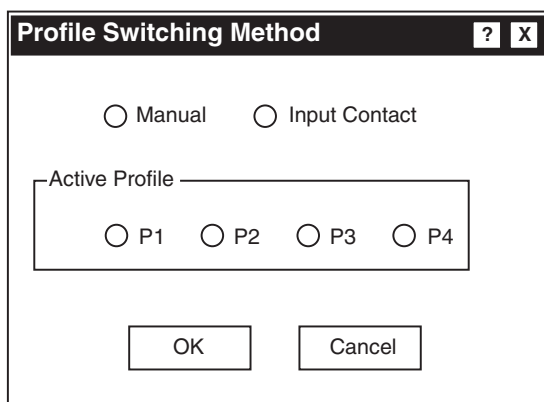 Profile Switching Method ? X
Manual Input Contact
Active Profile
P1 P2 P3 P4
OK Cancel